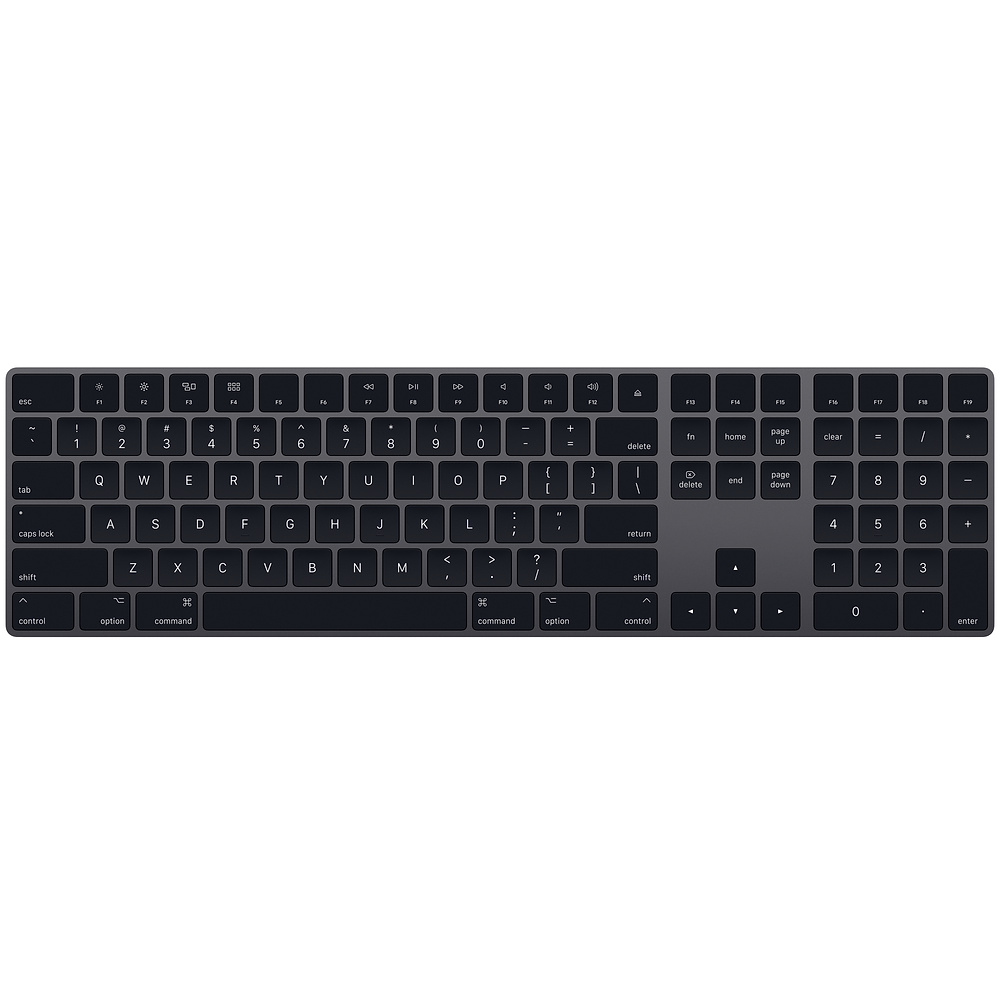 esc F1 F2 F3 F4 F5 F6 F7 F8 F9 F10 F11 F12 F13 F14 F15 F16 F17 F18 F19
~ ! @ # $ % ^ & * ( ) — +
` 1 2 3 4 5 6 7 8 9 0 - = delete fn home page up clear = / *
tab Q W E R T Y U I O P { [ } ] | \ delete end page down 7 8 9 −
caps lock A S D F G H J K L : ; " ' return 4 5 6 +
shift Z X C V B N M < , > . ? / shift 1 2 3
control option ⌥ command ⌘ ⌘ command ⌥ option control 0 . enter